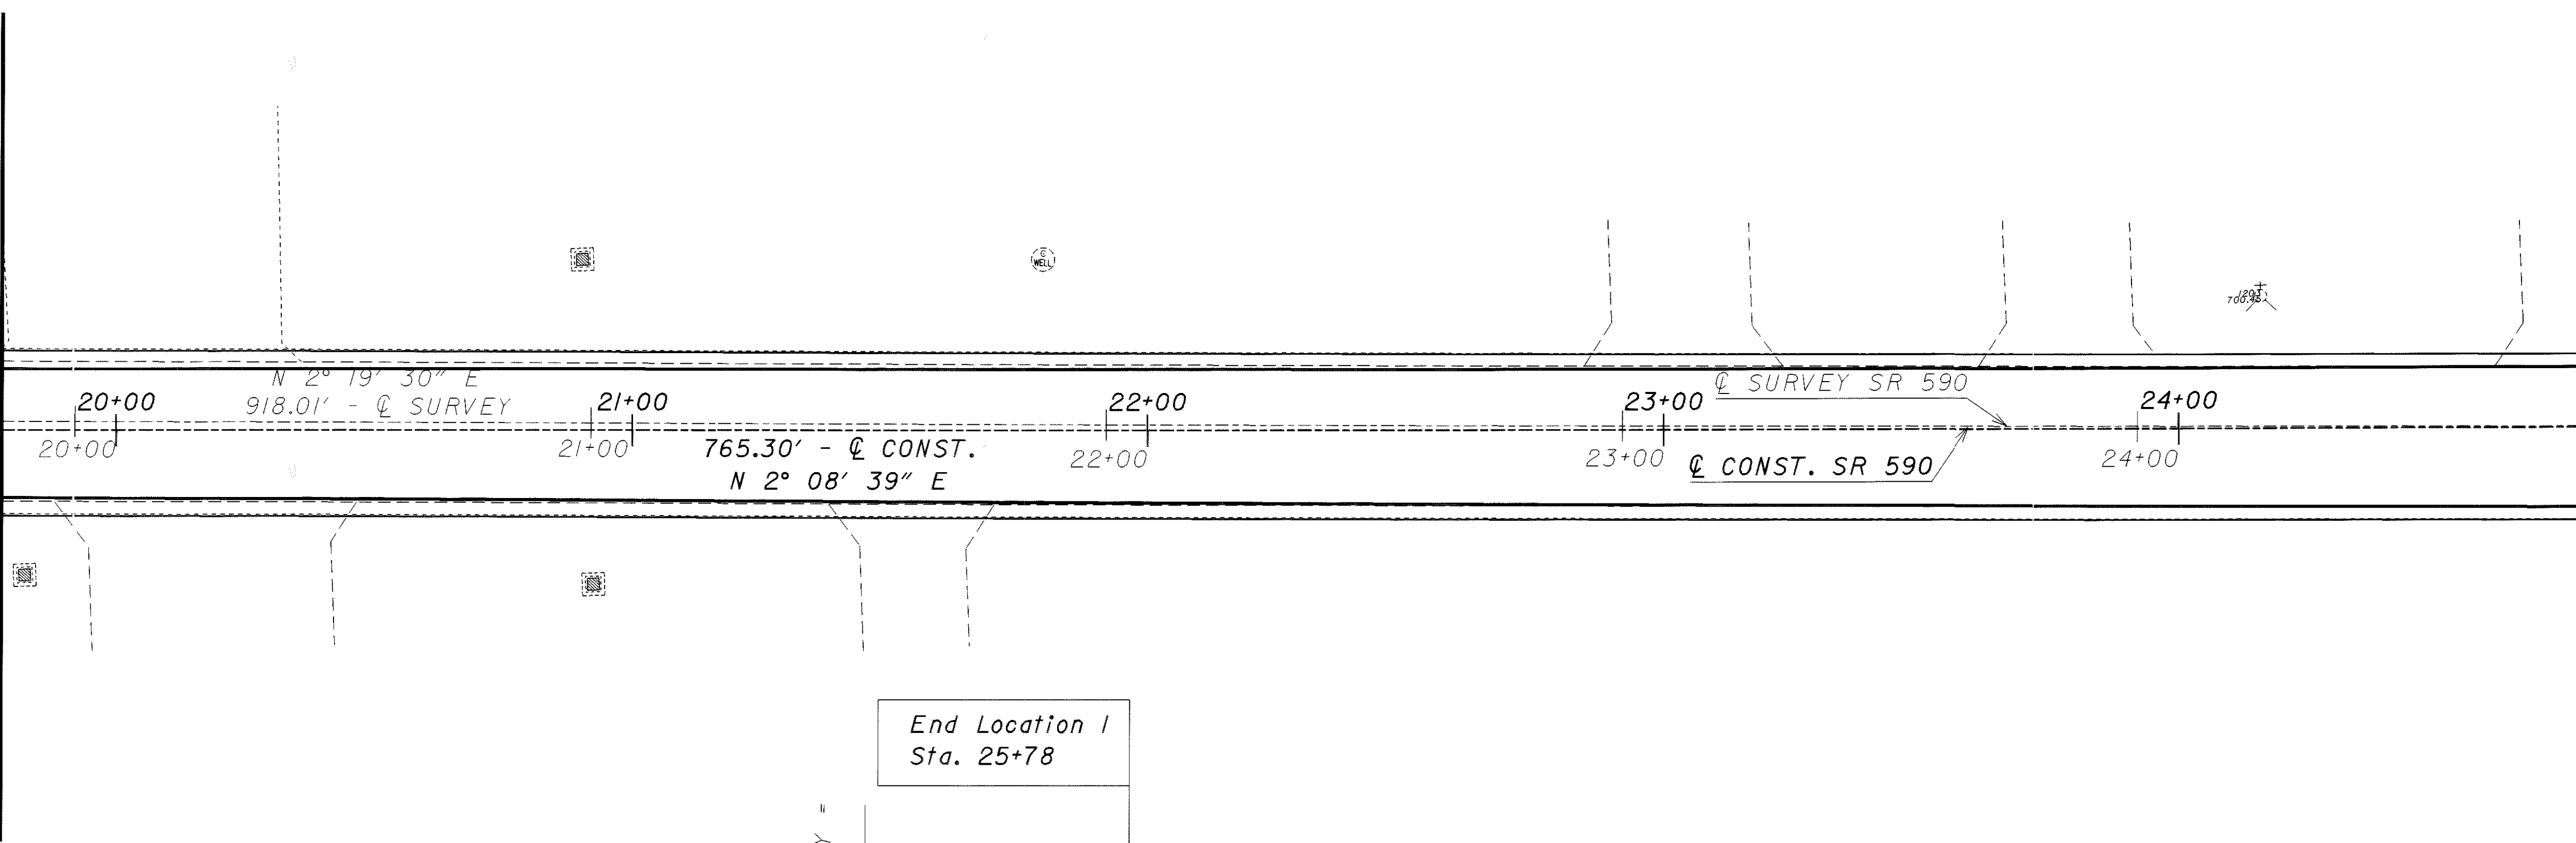 ℄
WELL
N 2° 19' 30" E
918.01' - ℄ SURVEY
℄ SURVEY SR 590
20+00
21+00
22+00
23+00
24+00
20+00
21+00
22+00
23+00
24+00
765.30' - ℄ CONST.
N 2° 08' 39" E
℄ CONST. SR 590
End Location 1
Sta. 25+78
Y =